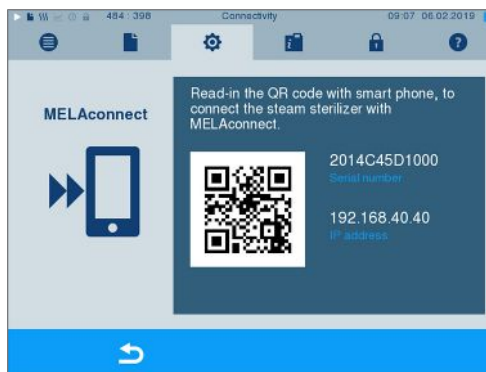 484 : 398 Connectivity 09:07 06.02.2019
MELAconnect
Read-in the QR code with smart phone, to
connect the steam sterilizer with
MELAconnect.
2014C45D1000
Serial number
192.168.40.40
IP address